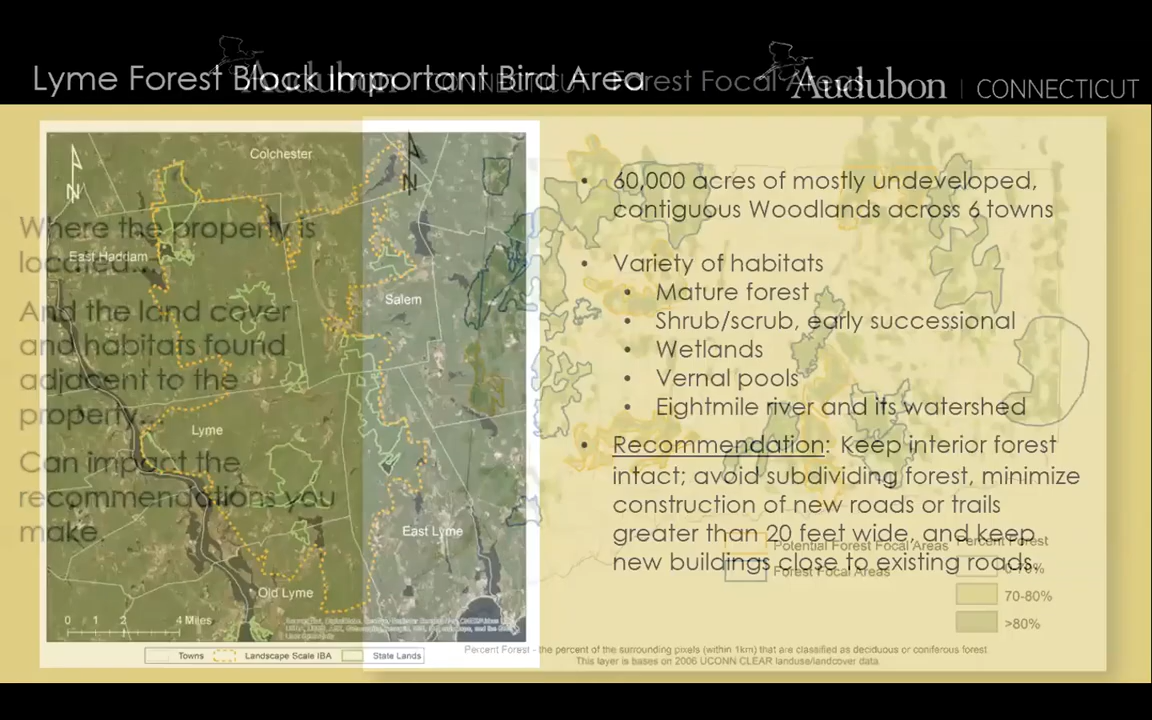 Lyme Forest Block Important Bird Area
Forest Focal Areas
Audubon CONNECTICUT
Audubon | CONNECTICUT
Where the property is
located...
And the land cover
and habitats found
adjacent to the
property...
Can impact the
recommendations you
make.
N
N
Colchester
East Haddam
Salem
Lyme
East Lyme
Old Lyme
0 1 2 4 Miles
Towns Landscape Scale IBA State Lands
• 60,000 acres of mostly undeveloped,
contiguous Woodlands across 6 towns
• Variety of habitats
• Mature forest
• Shrub/scrub, early successional
• Wetlands
• Vernal pools
• Eightmile river and its watershed
• Recommendation: Keep interior forest
intact; avoid subdividing forest, minimize
construction of new roads or trails
greater than 20 feet wide, and keep
new buildings close to existing roads.
Potential Forest Focal Areas
Forest Focal Areas
Percent Forest
70-80%
>80%
Percent Forest - the percent of the surrounding pixels (within 1km) that are classified as deciduous or coniferous forest.
This layer is based on 2006 UCONN CLEAR landuse/landcover data.